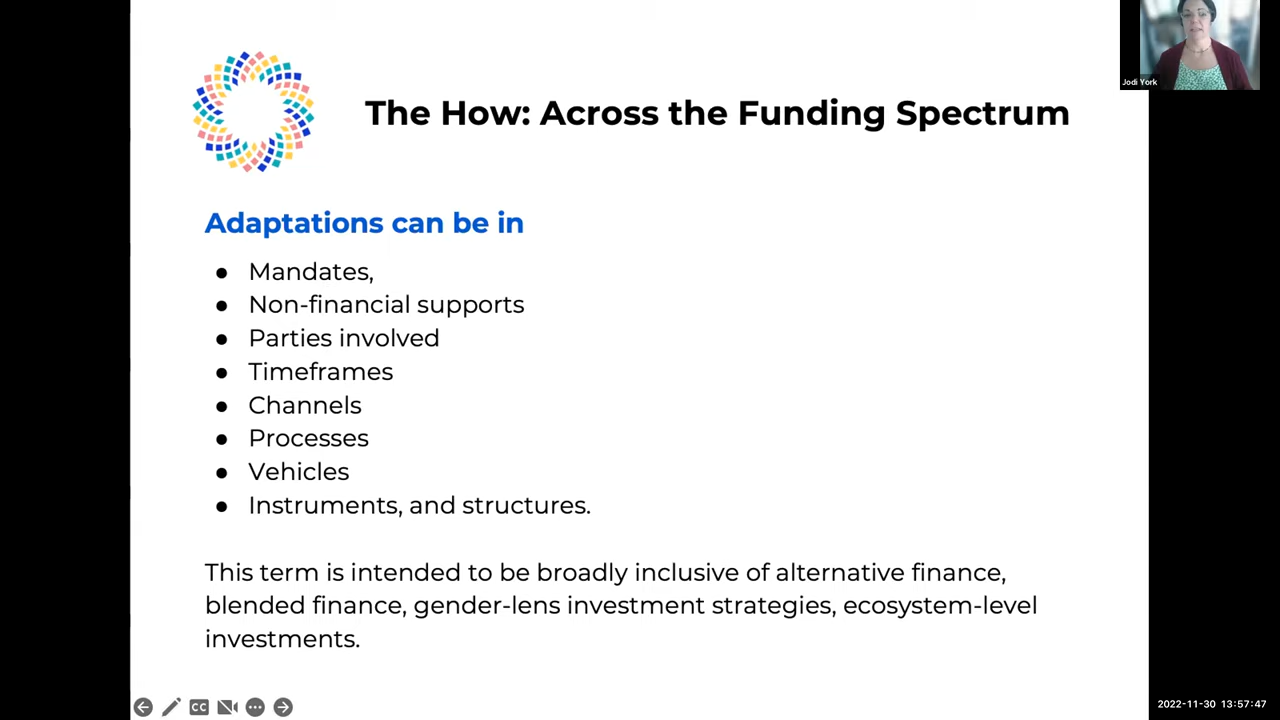 Jodi York
The How: Across the Funding Spectrum
Adaptations can be in
● Mandates,
● Non-financial supports
● Parties involved
● Timeframes
● Channels
● Processes
● Vehicles
● Instruments, and structures.
This term is intended to be broadly inclusive of alternative finance,
blended finance, gender-lens investment strategies, ecosystem-level
investments.
CC
2022-11-30 13:57:47